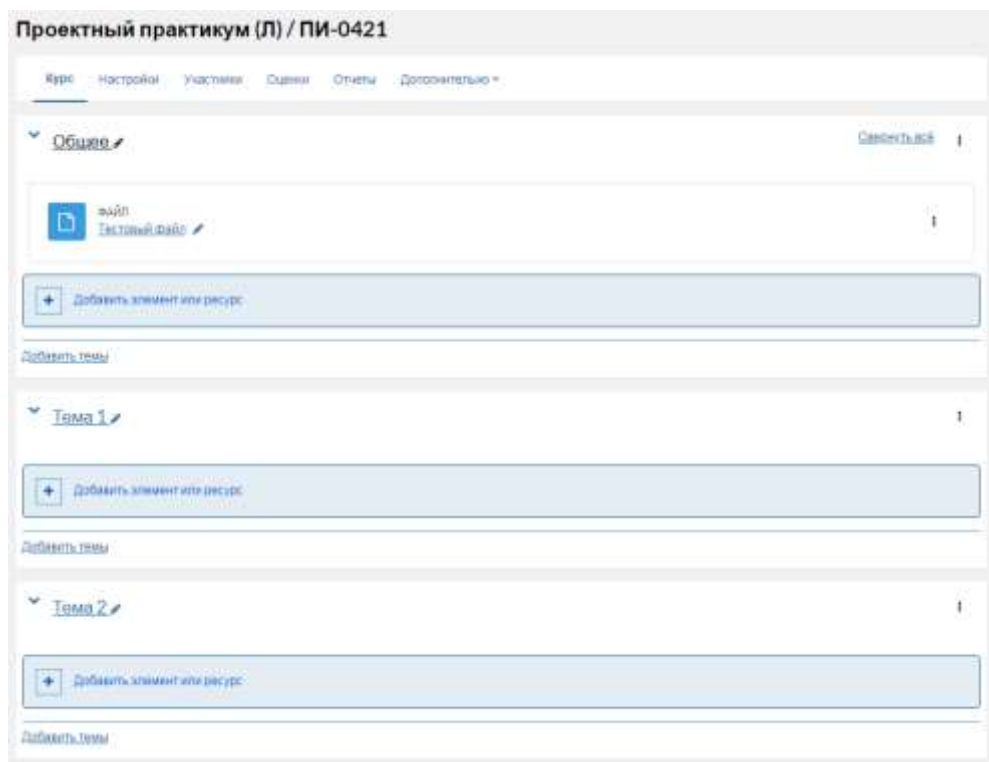 Проектный практикум (Л) / ПИ-0421
Курс Настройки Участники Оценки Отчеты Дополнительно
Общее
Свернуть всё
ФАЙЛ
Тестовый файл
Добавить элемент или ресурс
Добавить темы
Тема 1
Добавить элемент или ресурс
Добавить темы
Тема 2
Добавить элемент или ресурс
Добавить темы